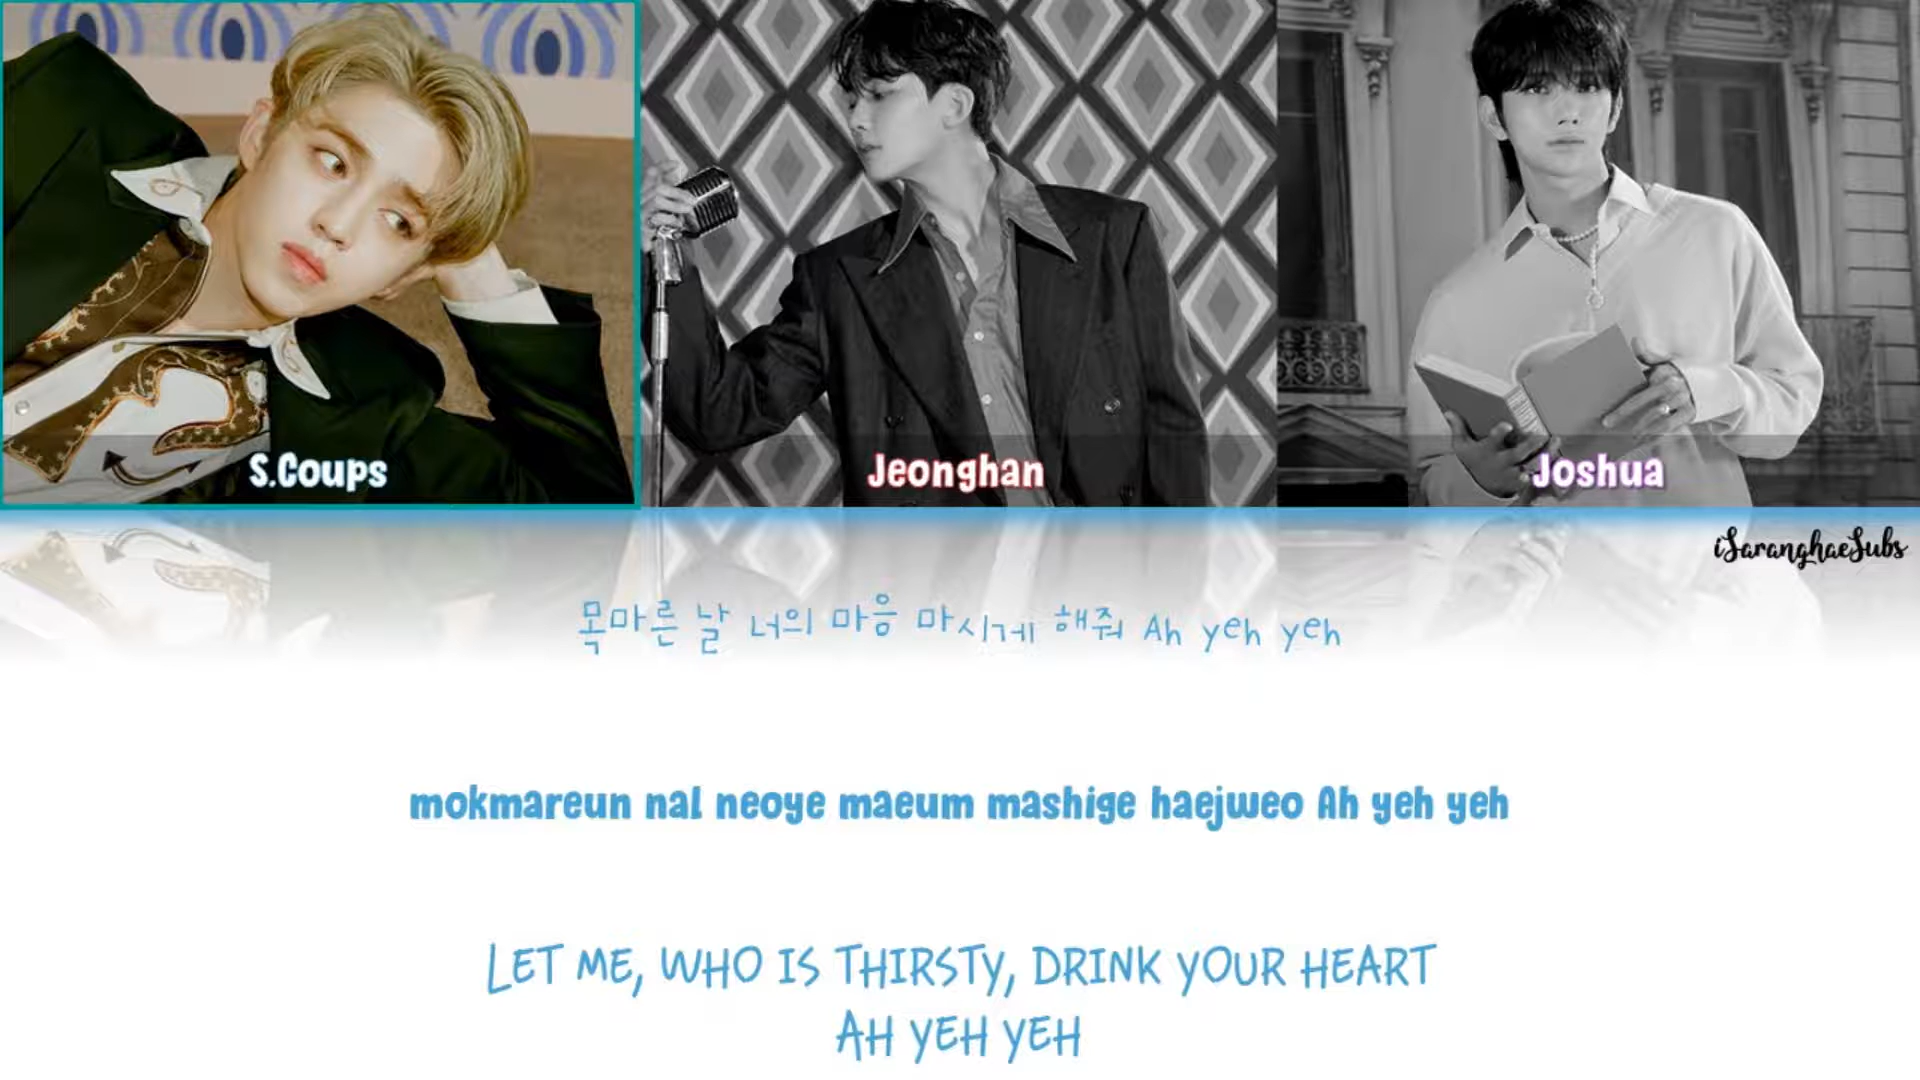 S.Coups
Jeonghan
Joshua
iSaranghaeSubs
목마른 날 너의 마음 마시게 해줘 Ah yeh yeh
mokmareun nal neoye maeum mashige haejweo Ah yeh yeh
LET ME, WHO IS THIRSTY, DRINK YOUR HEART
AH YEH YEH